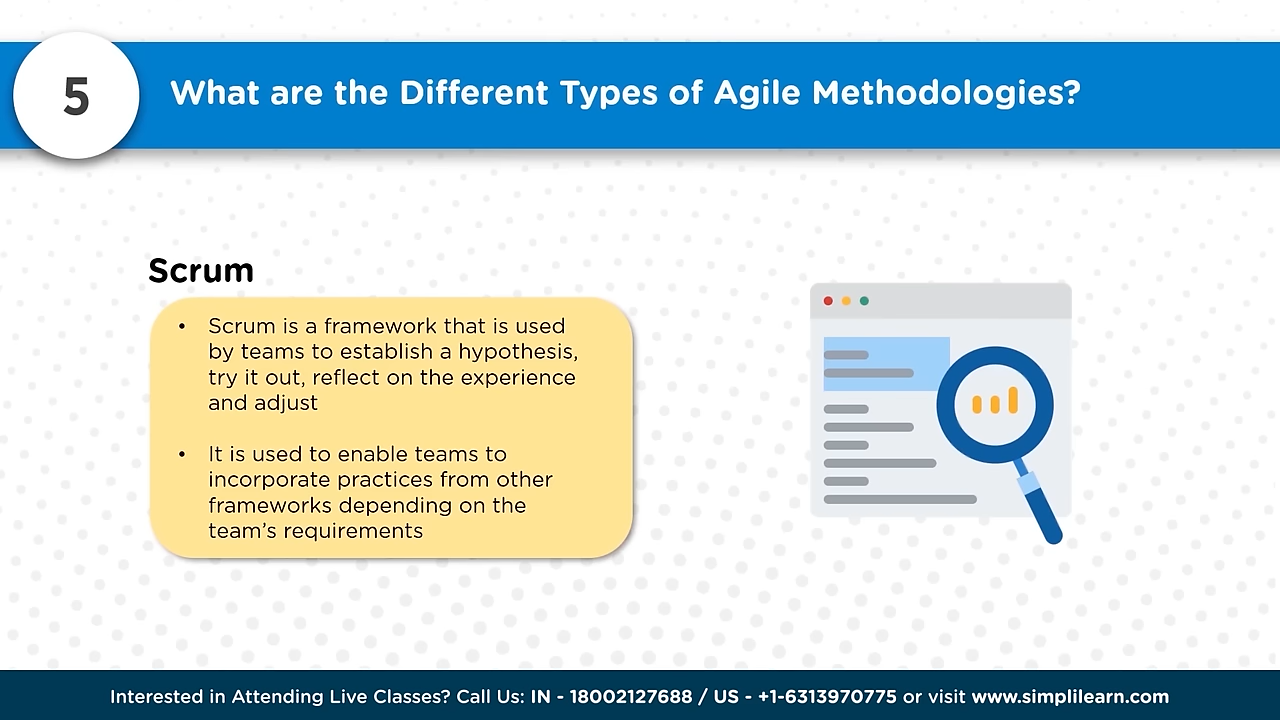 5
What are the Different Types of Agile Methodologies?
Scrum
• Scrum is a framework that is used
by teams to establish a hypothesis,
try it out, reflect on the experience
and adjust
• It is used to enable teams to
incorporate practices from other
frameworks depending on the
team’s requirements
Interested in Attending Live Classes? Call Us: IN - 18002127688 / US - +1-6313970775 or visit www.simplilearn.com